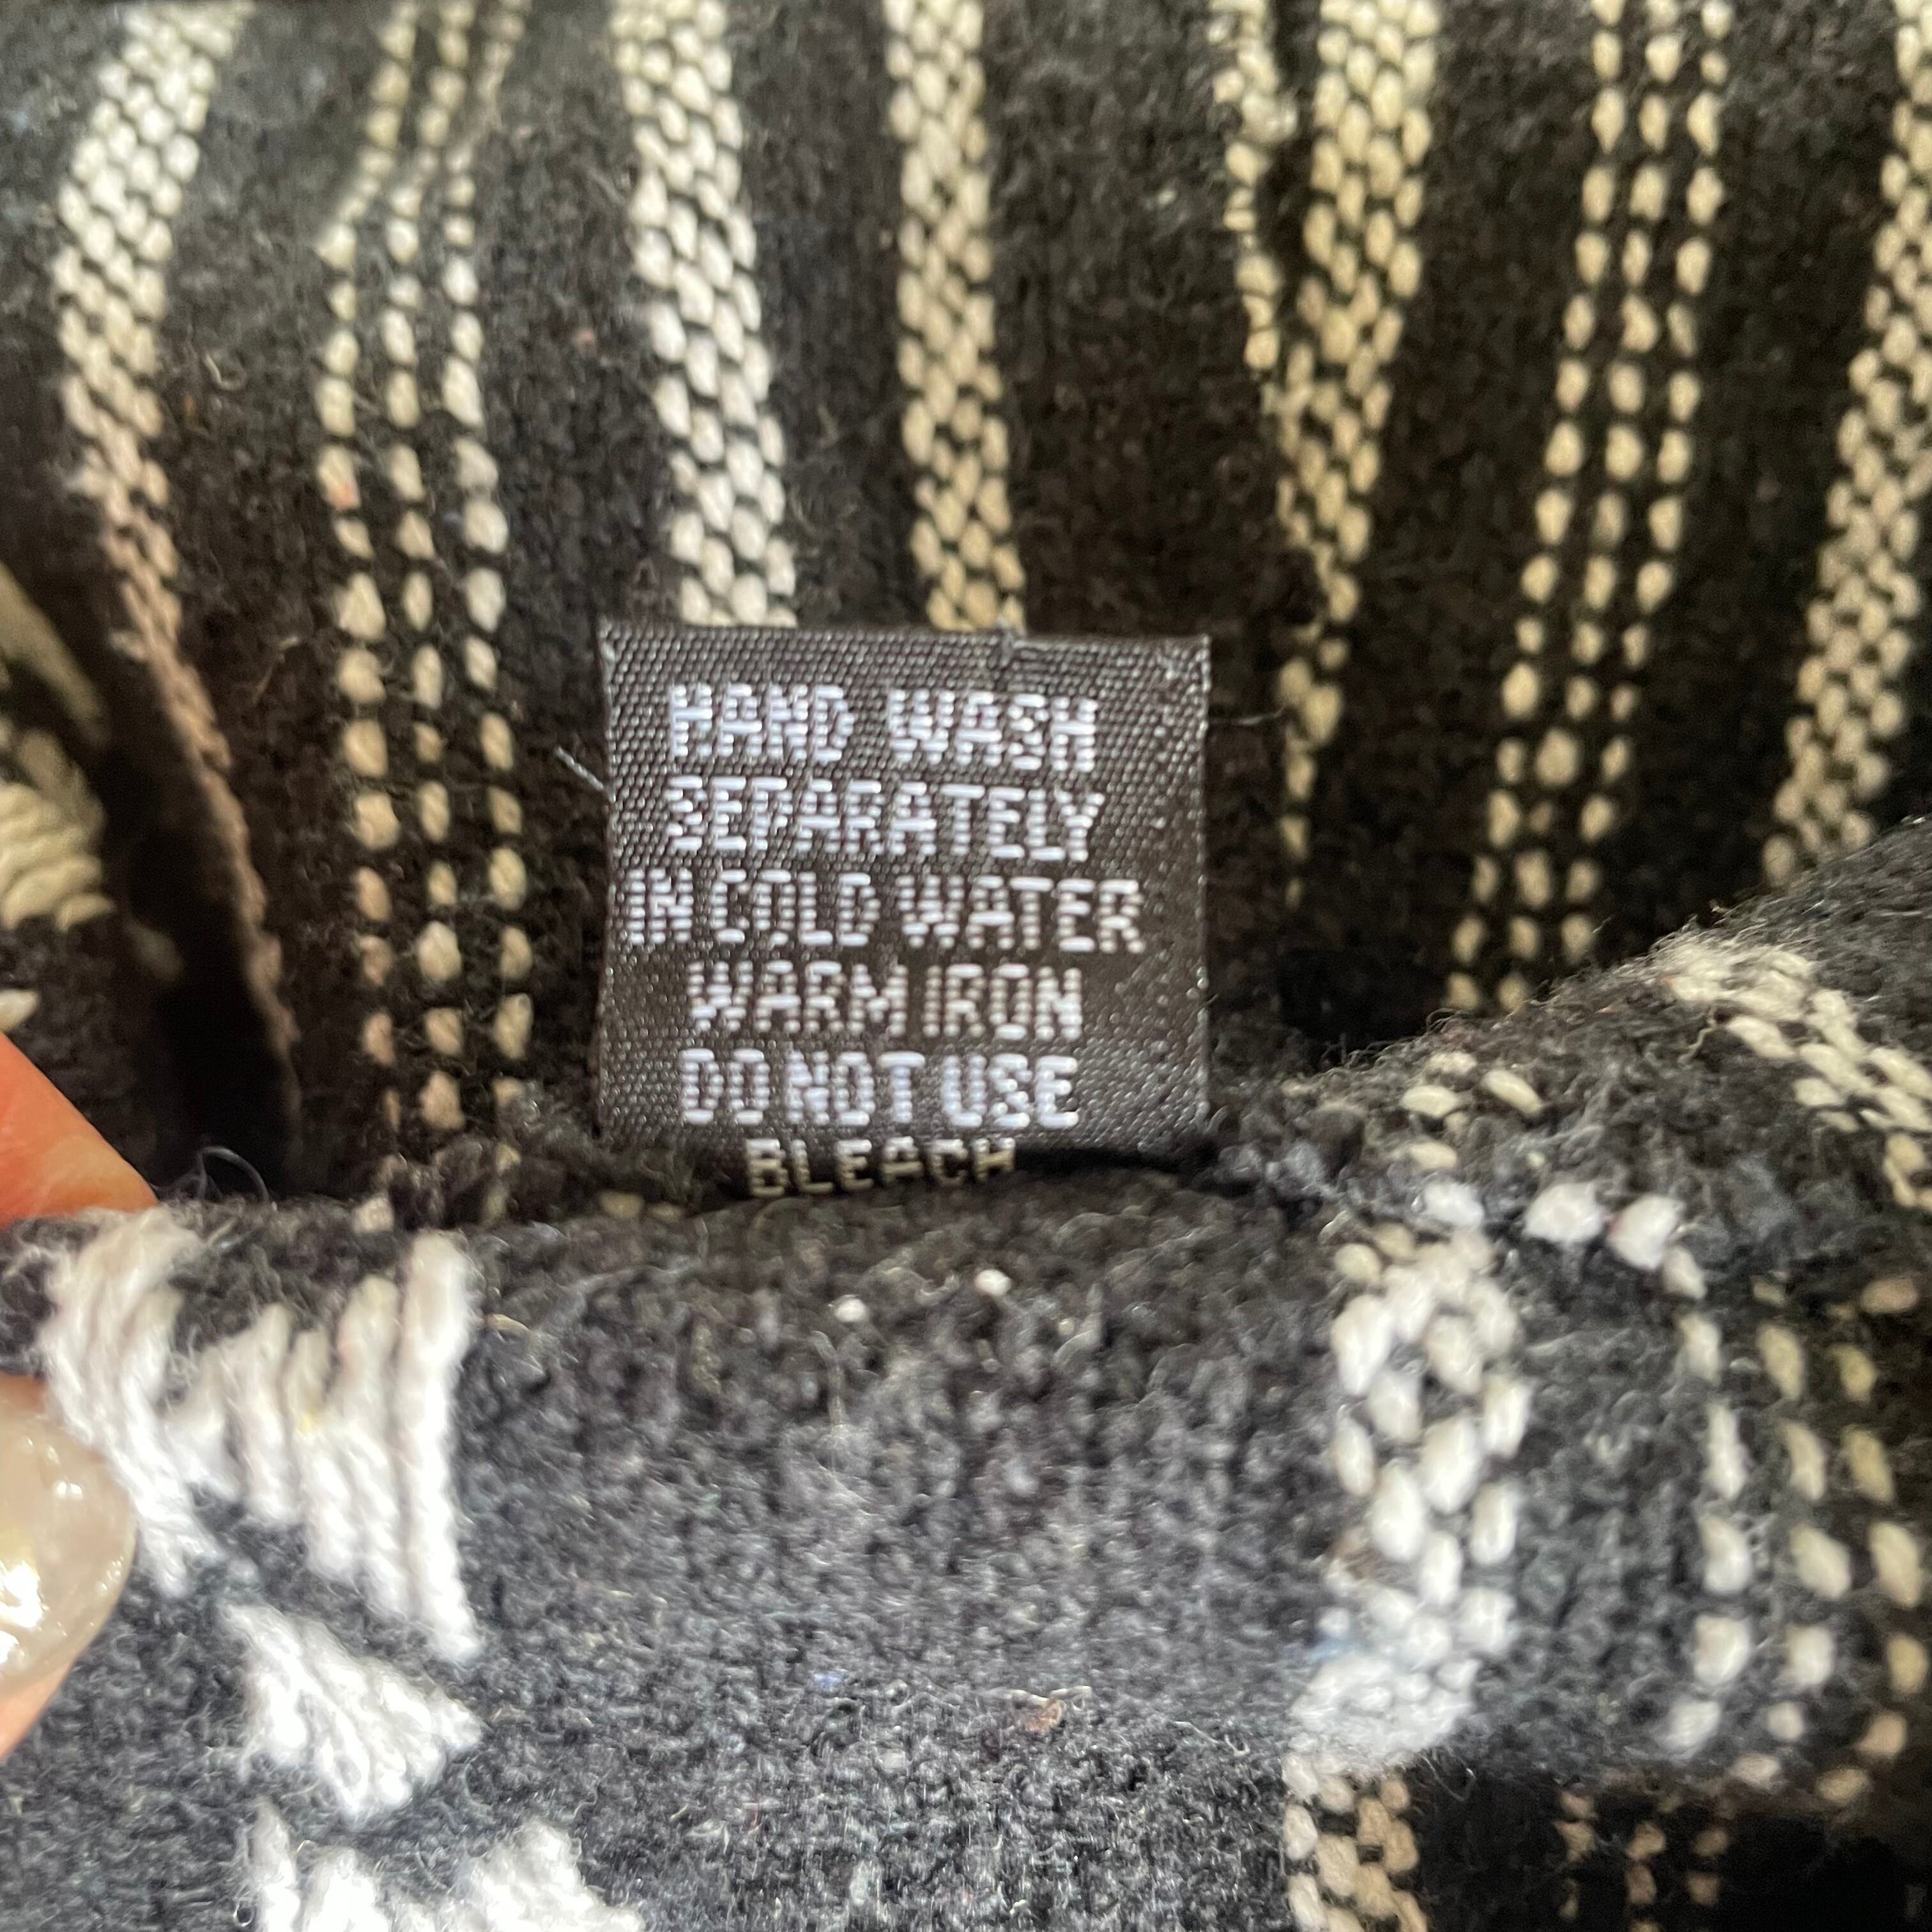 HAND WASH
SEPARATELY
IN COLD WATER
WARM IRON
DO NOT USE
BLEACH